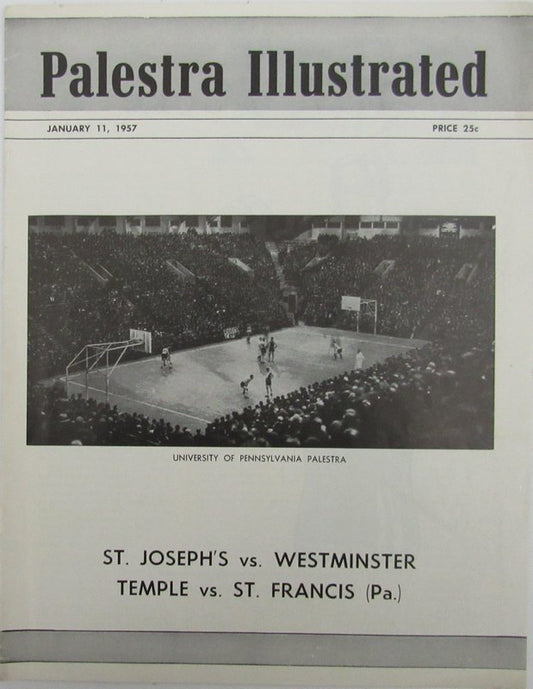 Palestra Illustrated
JANUARY 11, 1957 PRICE 25c
UNIVERSITY OF PENNSYLVANIA PALESTRA
ST. JOSEPH'S vs. WESTMINSTER
TEMPLE vs. ST. FRANCIS (Pa.)